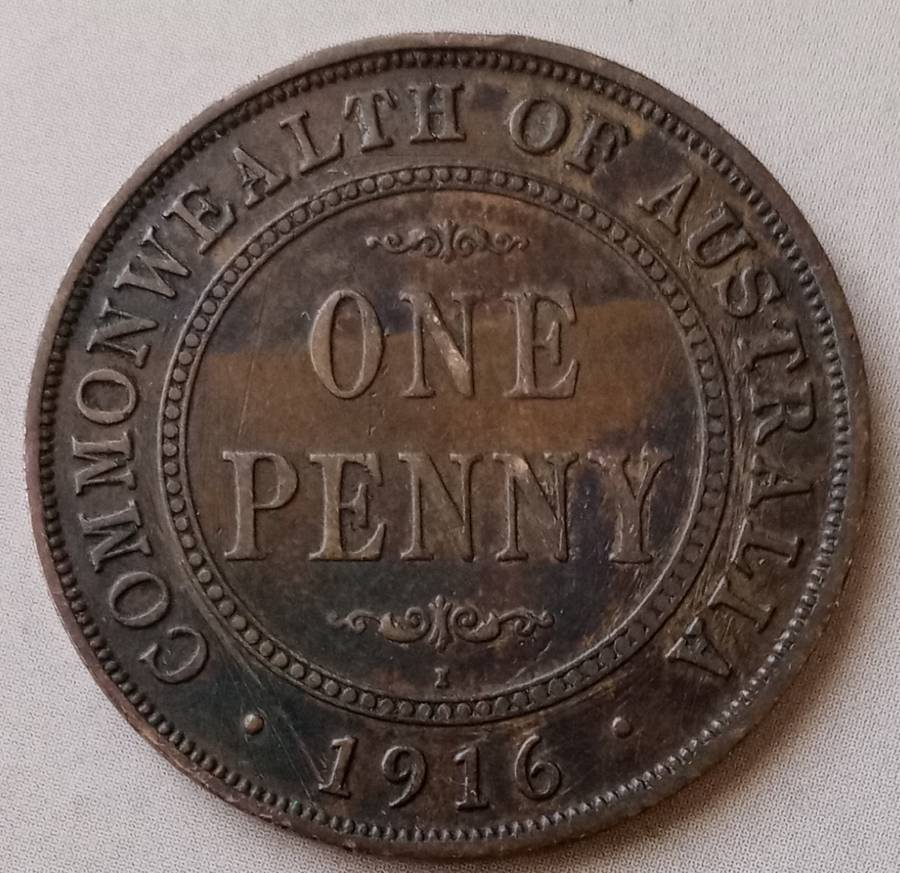 COMMONWEALTH OF AUSTRALIA
ONE
PENNY
I
· 1916 ·